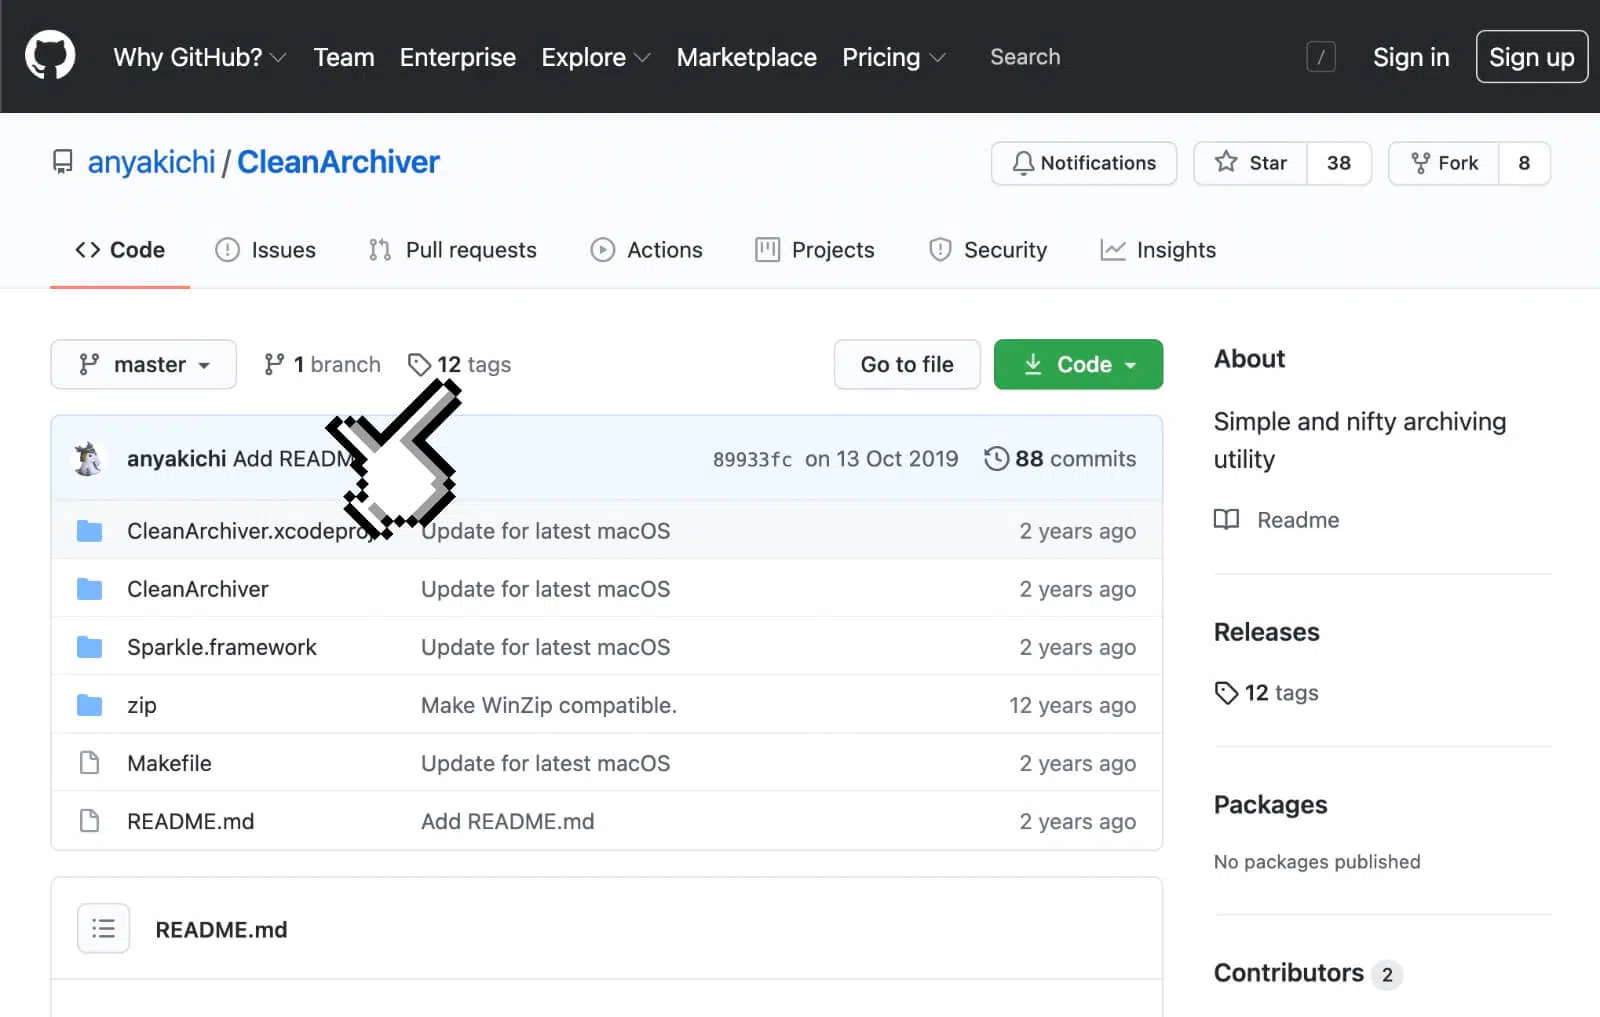 Why GitHub? Team Enterprise Explore Marketplace Pricing Search / Sign in Sign up
anyakichi / CleanArchiver Notifications Star 38 Fork 8
Code Issues Pull requests Actions Projects Security Insights
master 1 branch 12 tags Go to file Code
anyakichi Add 89933fc on 13 Oct 2019 88 commits
CleanArchiver.xcodeproj Update for latest macOS 2 years ago
CleanArchiver Update for latest macOS 2 years ago
Sparkle.framework Update for latest macOS 2 years ago
zip Make WinZip compatible. 12 years ago
Makefile Update for latest macOS 2 years ago
README.md Add README.md 2 years ago
README.md
About
Simple and nifty archiving
utility
Readme
Releases
12 tags
Packages
No packages published
Contributors 2